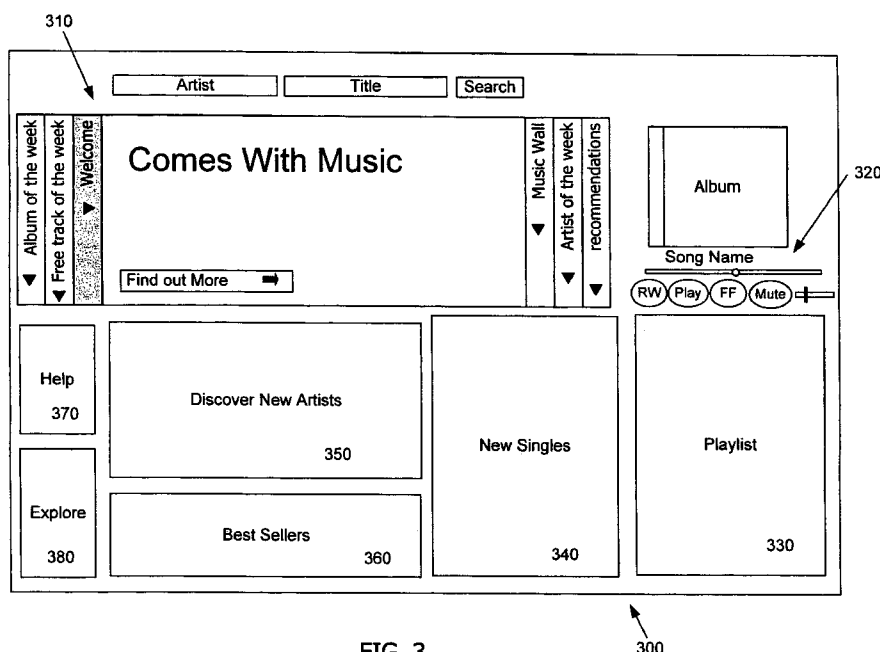 310
Artist
Title
Search
Album of the week
Free track of the week
Welcome
Comes With Music
Find out More
Music Wall
Artist of the week
recommendations
Album
320
Song Name
RW
Play
FF
Mute
Help
370
Discover New Artists
350
New Singles
340
Playlist
330
Explore
380
Best Sellers
360
300